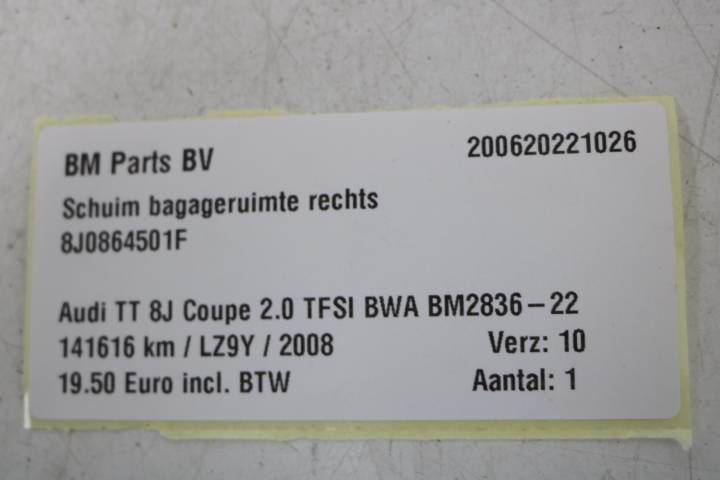 BM Parts BV 200620221026
Schuim bagageruimte rechts
8J0864501F
Audi TT 8J Coupe 2.0 TFSI BWA BM2836-22
141616 km / LZ9Y / 2008 Verz: 10
19.50 Euro incl. BTW Aantal: 1